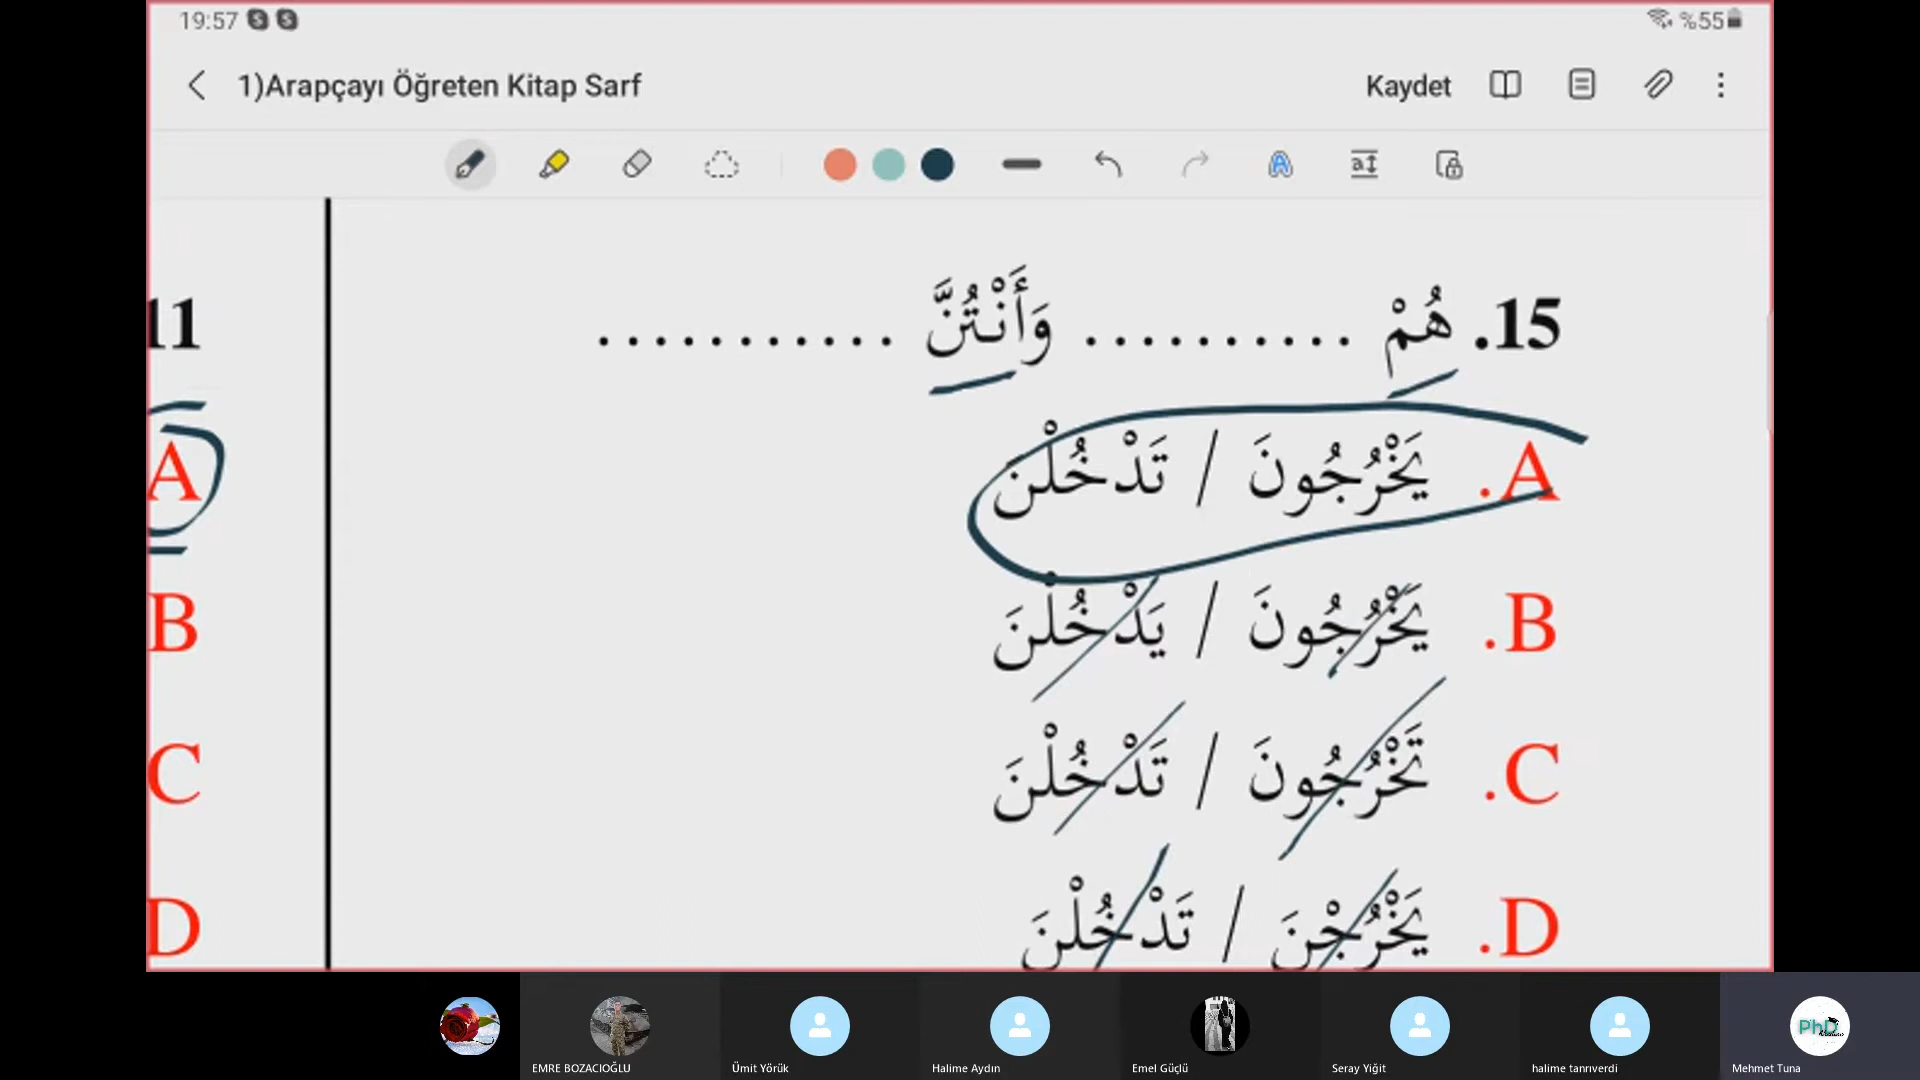 19:57
%55
1)Arapçayı Öğreten Kitap Sarf
Kaydet
15. هُمْ .......... وَأَنْتُنَّ ...........
A. يَخْرُجُونَ / تَدْخُلْنَ
B. يَخْرُجُونَ / يَدْخُلْنَ
C. تَخْرُجُونَ / تَدْخُلْنَ
D. يَخْرُجْنَ / تَدْخُلْنَ
11
A
B
C
D
EMRE BOZACIOĞLU
Ümit Yörük
Halime Aydın
Emel Güçlü
Seray Yiğit
halime tanrıverdi
Mehmet Tuna
PhD